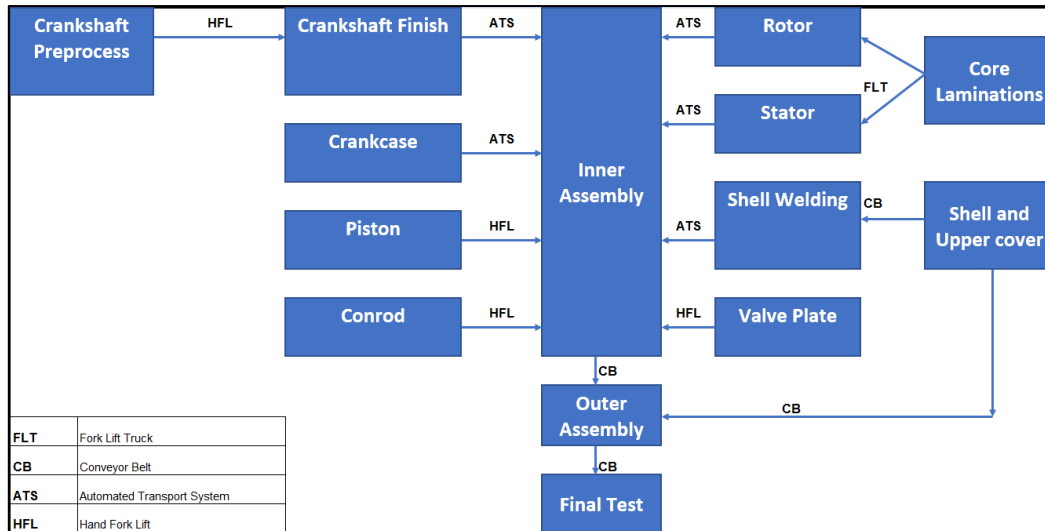 Crankshaft
Preprocess
HFL
Crankshaft Finish
ATS
ATS
Rotor
Core
Laminations
FLT
Crankcase
ATS
Inner
Assembly
ATS
Stator
Piston
HFL
ATS
Shell Welding
CB
Shell and
Upper cover
Conrod
HFL
HFL
Valve Plate
CB
Outer
Assembly
CB
CB
Final Test
FLT Fork Lift Truck
CB Conveyor Belt
ATS Automated Transport System
HFL Hand Fork Lift